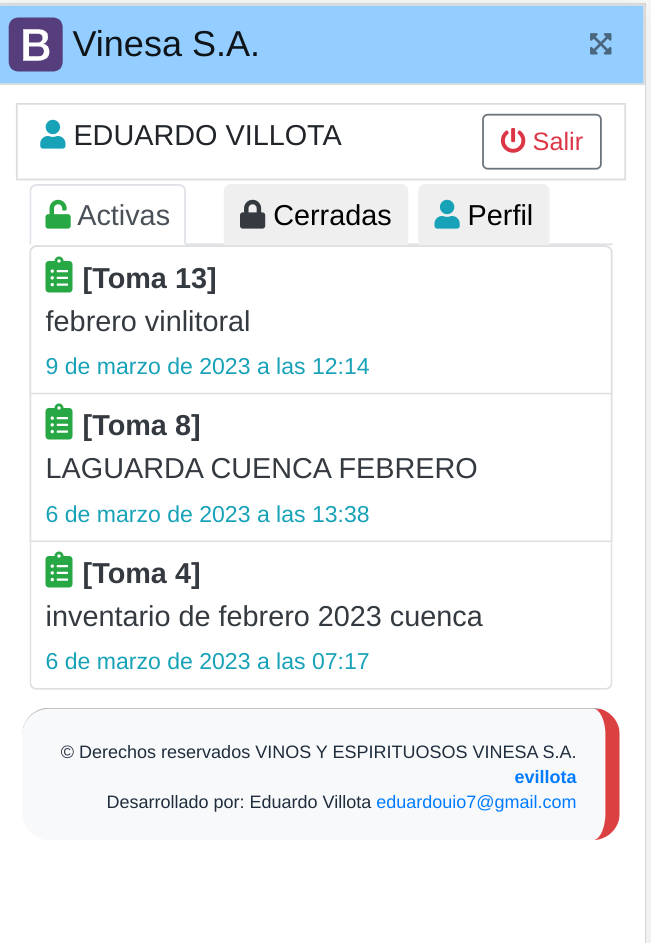 B Vinesa S.A.
EDUARDO VILLOTA
Salir
Activas Cerradas Perfil
[Toma 13]
febrero vinlitoral
9 de marzo de 2023 a las 12:14
[Toma 8]
LAGUARDA CUENCA FEBRERO
6 de marzo de 2023 a las 13:38
[Toma 4]
inventario de febrero 2023 cuenca
6 de marzo de 2023 a las 07:17
© Derechos reservados VINOS Y ESPIRITUOSOS VINESA S.A.
evillota
Desarrollado por: Eduardo Villota eduardouio7@gmail.com